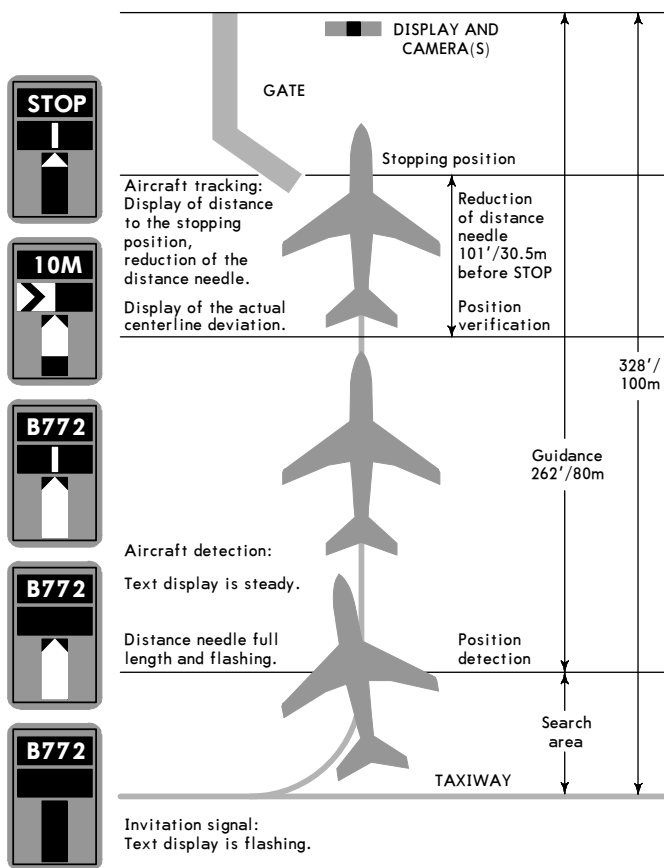 DISPLAY AND
CAMERA(S)
GATE
STOP
Stopping position
Aircraft tracking:
Display of distance
to the stopping
position,
reduction of the
distance needle.
Reduction
of distance
needle
101'/30.5m
before STOP
10M
Display of the actual
centerline deviation.
Position
verification
328'/
100m
B772
Guidance
262'/80m
Aircraft detection:
Text display is steady.
B772
Distance needle full
length and flashing.
Position
detection
Search
area
B772
TAXIWAY
Invitation signal:
Text display is flashing.